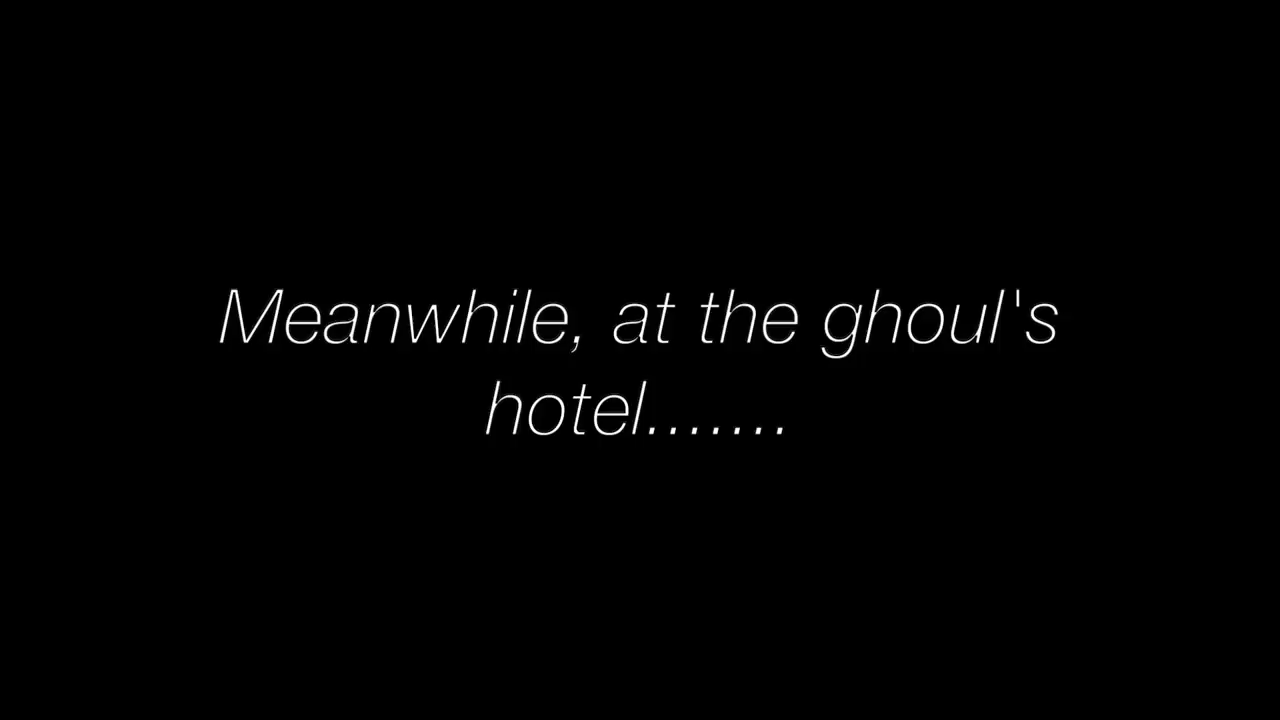 Meanwhile, at the ghoul's
hotel.......